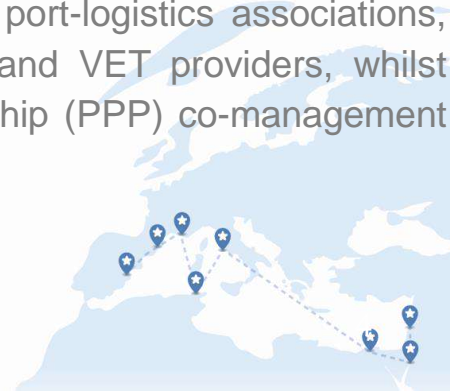 port-logistics associations,
and VET providers, whilst
hip (PPP) co-management